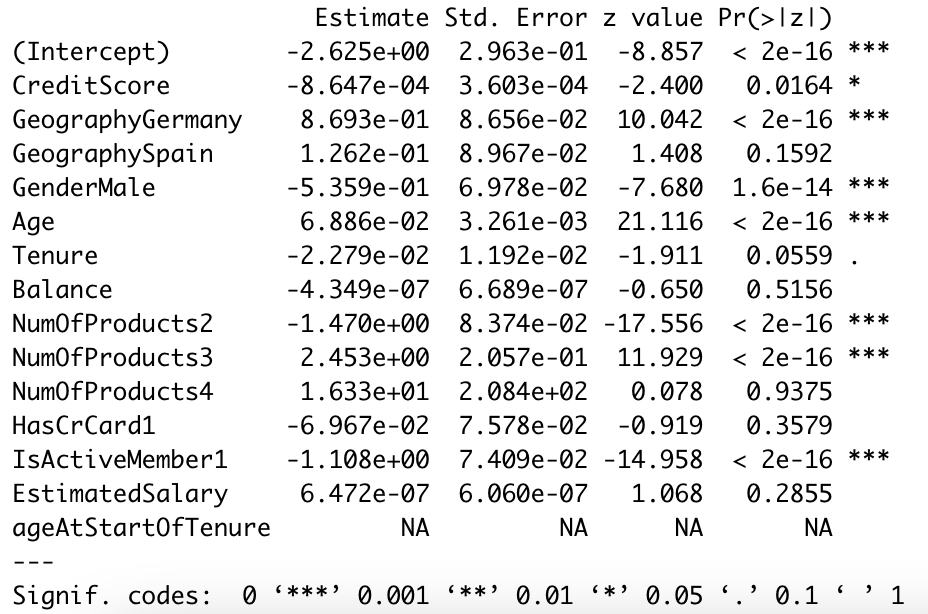 Estimate Std. Error z value Pr(>|z|)
(Intercept) -2.625e+00 2.963e-01 -8.857 < 2e-16 ***
CreditScore -8.647e-04 3.603e-04 -2.400 0.0164 *
GeographyGermany 8.693e-01 8.656e-02 10.042 < 2e-16 ***
GeographySpain 1.262e-01 8.967e-02 1.408 0.1592
GenderMale -5.359e-01 6.978e-02 -7.680 1.6e-14 ***
Age 6.886e-02 3.261e-03 21.116 < 2e-16 ***
Tenure -2.279e-02 1.192e-02 -1.911 0.0559 .
Balance -4.349e-07 6.689e-07 -0.650 0.5156
NumOfProducts2 -1.470e+00 8.374e-02 -17.556 < 2e-16 ***
NumOfProducts3 2.453e+00 2.057e-01 11.929 < 2e-16 ***
NumOfProducts4 1.633e+01 2.084e+02 0.078 0.9375
HasCrCard1 -6.967e-02 7.578e-02 -0.919 0.3579
IsActiveMember1 -1.108e+00 7.409e-02 -14.958 < 2e-16 ***
EstimatedSalary 6.472e-07 6.060e-07 1.068 0.2855
ageAtStartOfTenure NA NA NA NA
---
Signif. codes: 0 ‘***’ 0.001 ‘**’ 0.01 ‘*’ 0.05 ‘.’ 0.1 ‘ ’ 1